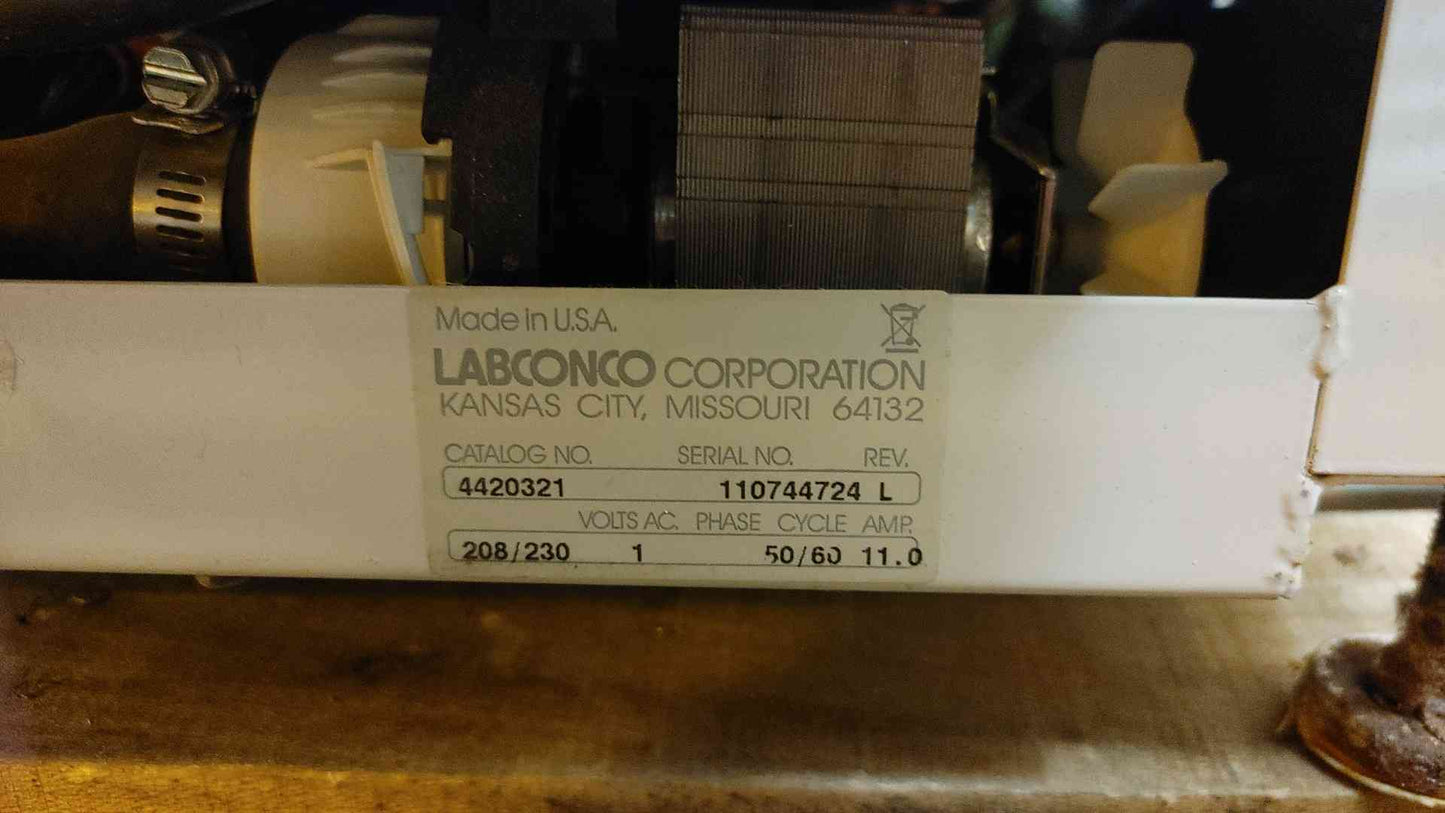 Made in U.S.A.
LABCONCO CORPORATION
KANSAS CITY, MISSOURI 64132
CATALOG NO. SERIAL NO. REV.
4420321 110744724 L
VOLTS AC. PHASE CYCLE AMP.
208/230 1 50/60 11.0